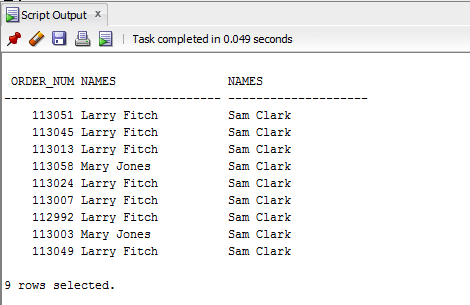 Script Output x
Task completed in 0.049 seconds
ORDER_NUM NAMES                NAMES
---------- -------------------- --------------------
    113051 Larry Fitch          Sam Clark
    113045 Larry Fitch          Sam Clark
    113013 Larry Fitch          Sam Clark
    113058 Mary Jones           Sam Clark
    113024 Larry Fitch          Sam Clark
    113007 Larry Fitch          Sam Clark
    112992 Larry Fitch          Sam Clark
    113003 Mary Jones           Sam Clark
    113049 Larry Fitch          Sam Clark
9 rows selected.